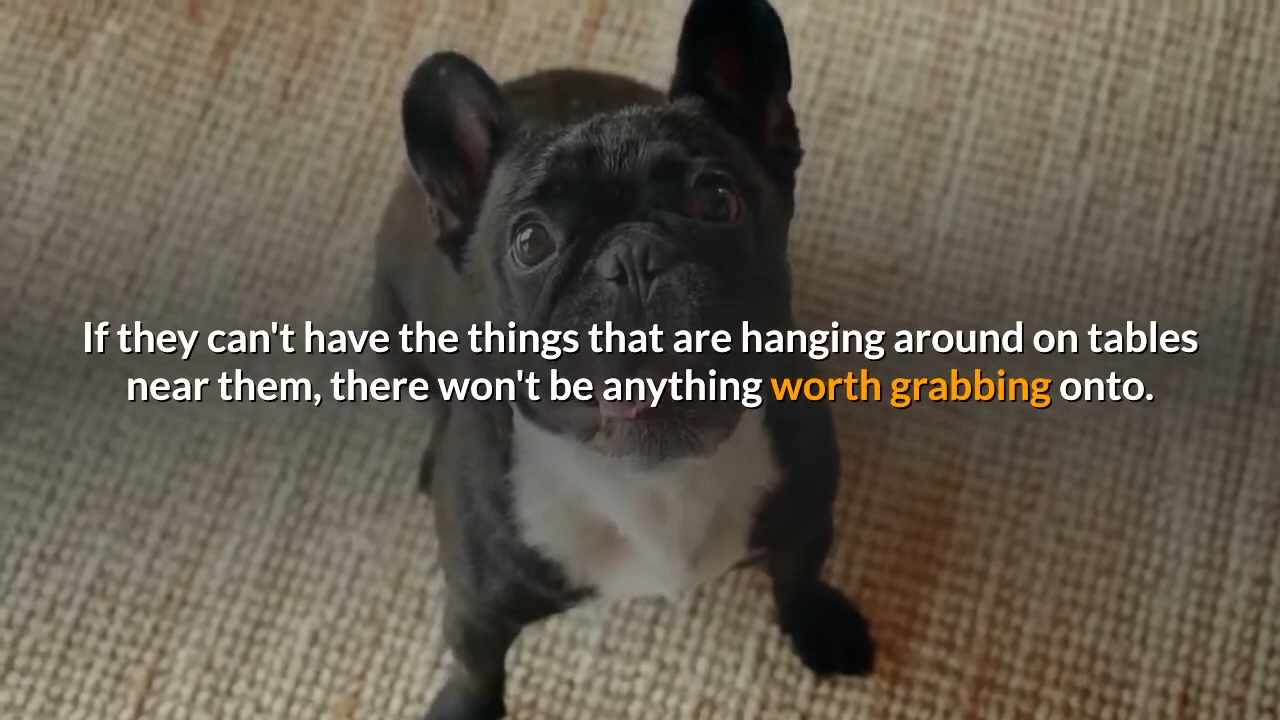 If they can't have the things that are hanging around on tables
near them, there won't be anything worth grabbing onto.